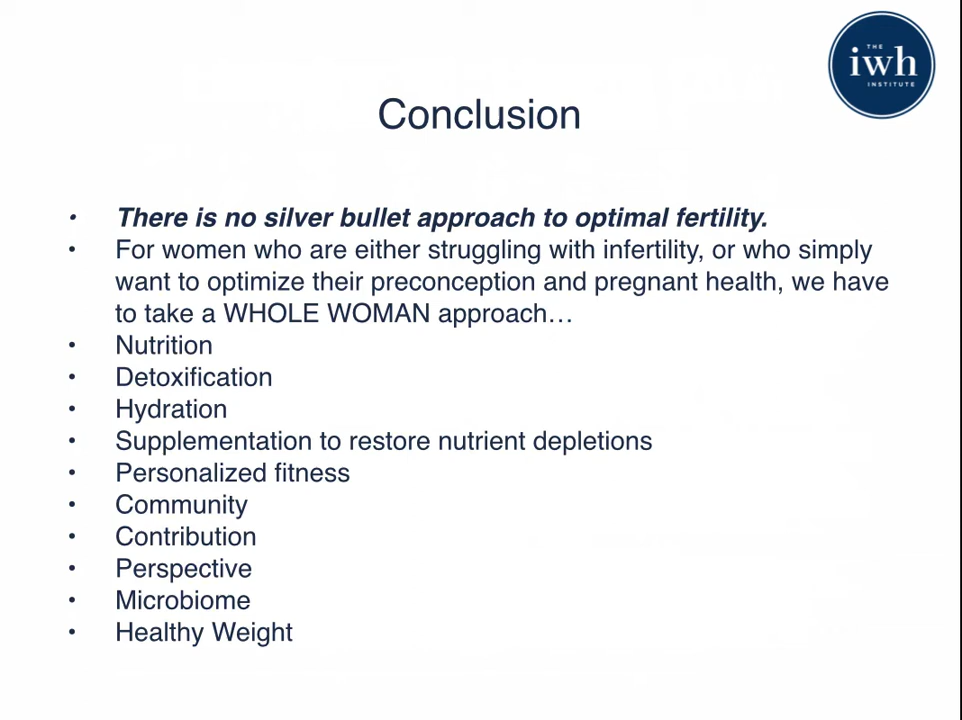 THE
iwh
INSTITUTE
Conclusion
• There is no silver bullet approach to optimal fertility.
• For women who are either struggling with infertility, or who simply
want to optimize their preconception and pregnant health, we have
to take a WHOLE WOMAN approach…
• Nutrition
• Detoxification
• Hydration
• Supplementation to restore nutrient depletions
• Personalized fitness
• Community
• Contribution
• Perspective
• Microbiome
• Healthy Weight